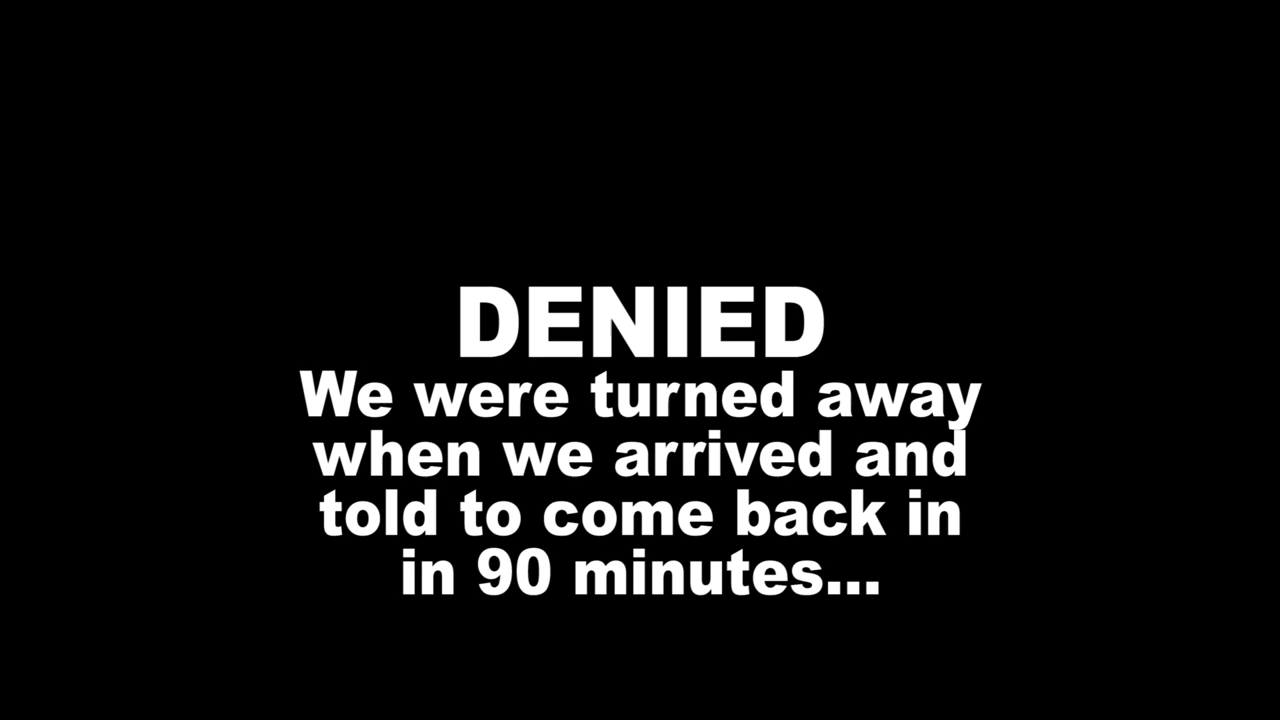 DENIED
We were turned away
when we arrived and
told to come back in
in 90 minutes...